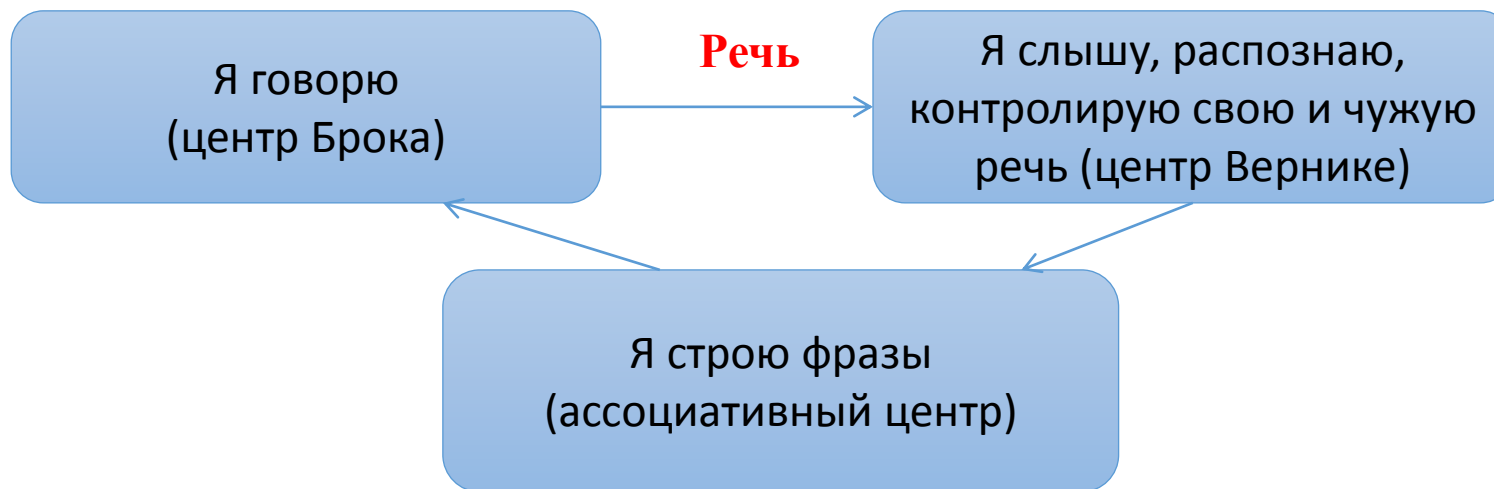 Я говорю
(центр Брока)
Речь
Я слышу, распознаю,
контролирую свою и чужую
речь (центр Вернике)
Я строю фразы
(ассоциативный центр)